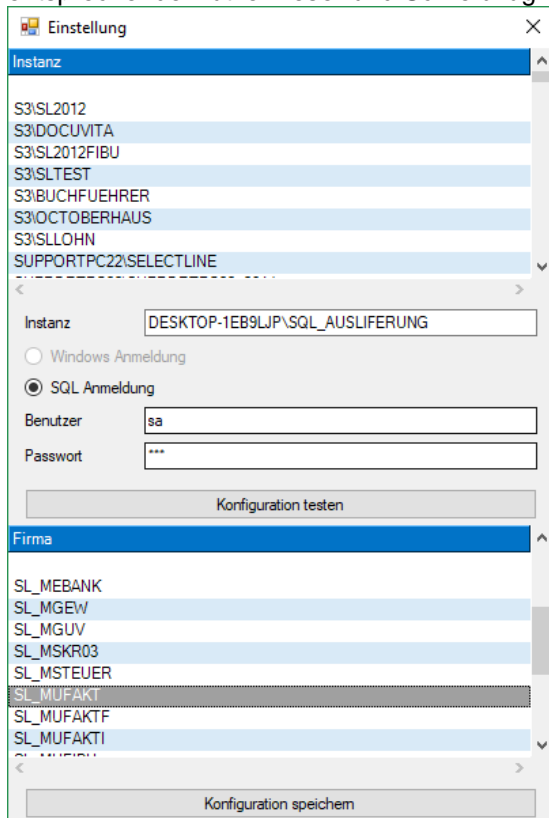 Einstellung
Instanz
S3\SL2012
S3\DOCUVITA
S3\SL2012FIBU
S3\SLTEST
S3\BUCHFUEHRER
S3\OCTOBERHAUS
S3\SLLOHN
SUPPORTPC22\SELECTLINE
Instanz DESKTOP-1EB9LJP\SQL_AUSLIFERUNG
Windows Anmeldung
SQL Anmeldung
Benutzer sa
Passwort ***
Konfiguration testen
Firma
SL_MEBANK
SL_MGEW
SL_MGUV
SL_MSKR03
SL_MSTEUER
SL_MUFAKT
SL_MUFAKTF
SL_MUFAKTI
Konfiguration speichern